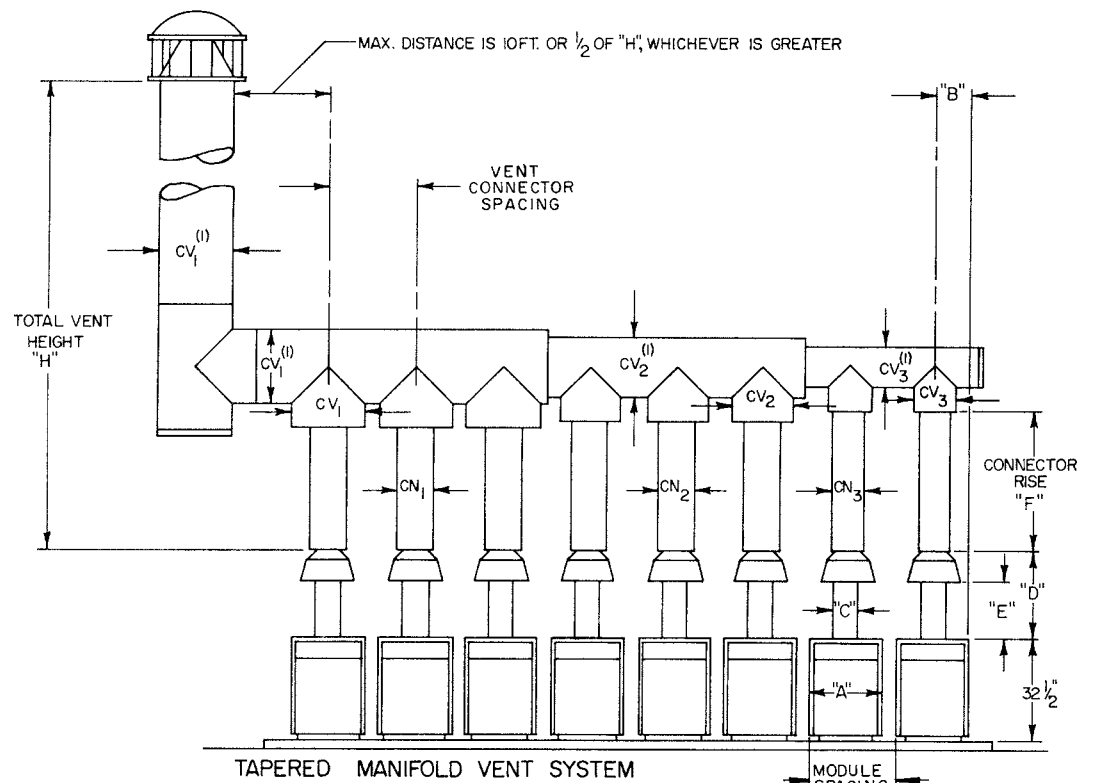 MAX. DISTANCE IS 10FT. OR 1/2 OF "H", WHICHEVER IS GREATER
"B"
VENT
CONNECTOR
SPACING
CV₁⁽¹⁾
TOTAL VENT
HEIGHT
"H"
CV₁⁽¹⁾
CV₂⁽¹⁾
CV₃⁽¹⁾
CV₁
CV₂
CV₃
CN₁
CN₂
CN₃
CONNECTOR
RISE
"F"
"C"
"E"
"D"
"A"
32 1/2"
TAPERED MANIFOLD VENT SYSTEM
MODULE
SPACING